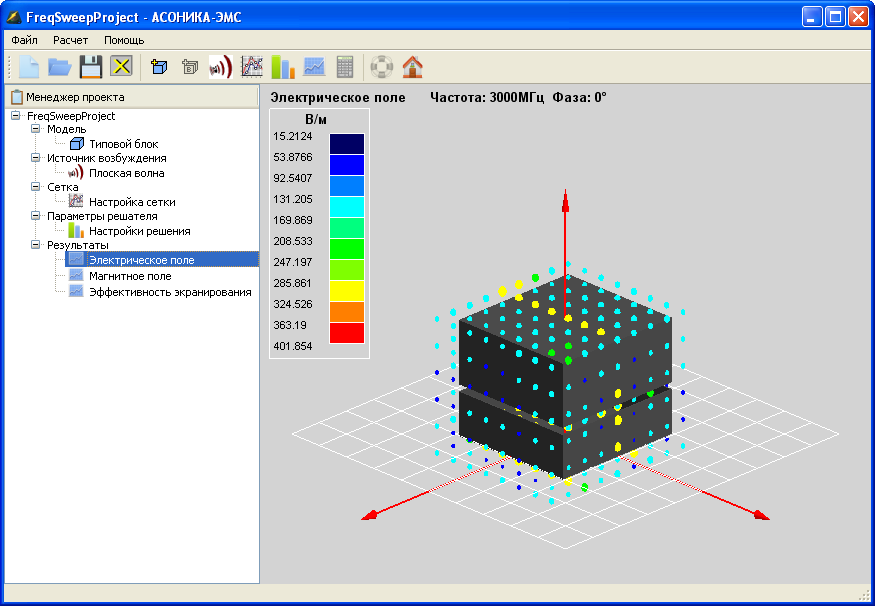 FreqSweepProject - АСОНИКА-ЭМС
Файл Расчет Помощь
Менеджер проекта
FreqSweepProject
Модель
Типовой блок
Источник возбуждения
Плоская волна
Сетка
Настройка сетки
Параметры решателя
Настройки решения
Результаты
Электрическое поле
Магнитное поле
Эффективность экранирования
Электрическое поле Частота: 3000МГц Фаза: 0°
В/м
15.2124
53.8766
92.5407
131.205
169.869
208.533
247.197
285.861
324.526
363.19
401.854